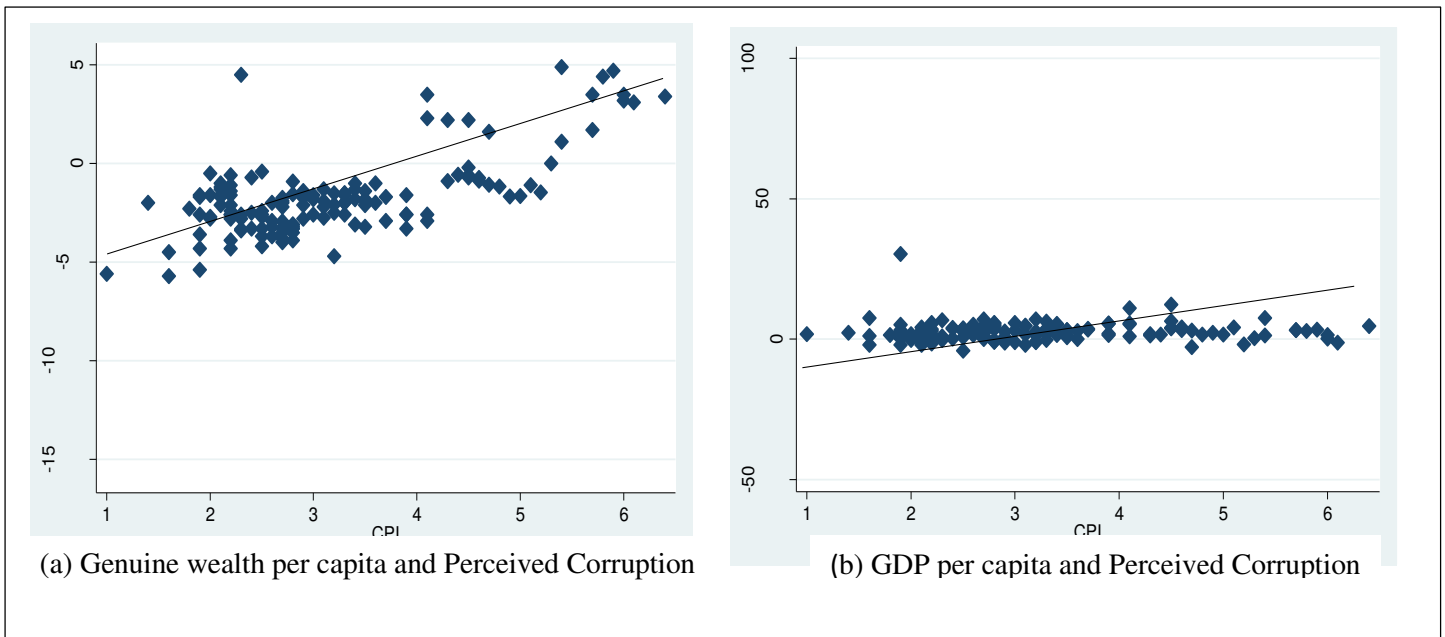 5
0
-5
-10
-15
1 2 3 4 5 6
CPI
(a) Genuine wealth per capita and Perceived Corruption
100
50
0
-50
1 2 3 4 5 6
CPI
(b) GDP per capita and Perceived Corruption